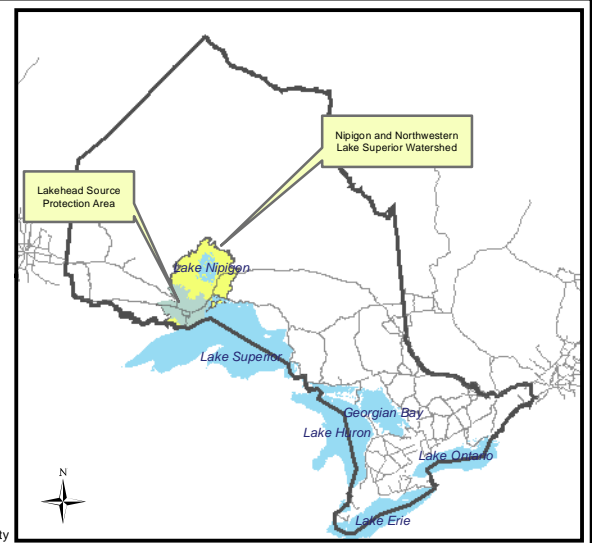 Nipigon and Northwestern
Lake Superior Watershed
Lakehead Source
Protection Area
Lake Nipigon
Lake Superior
Georgian Bay
Lake Huron
Lake Ontario
N
Lake Erie
ty